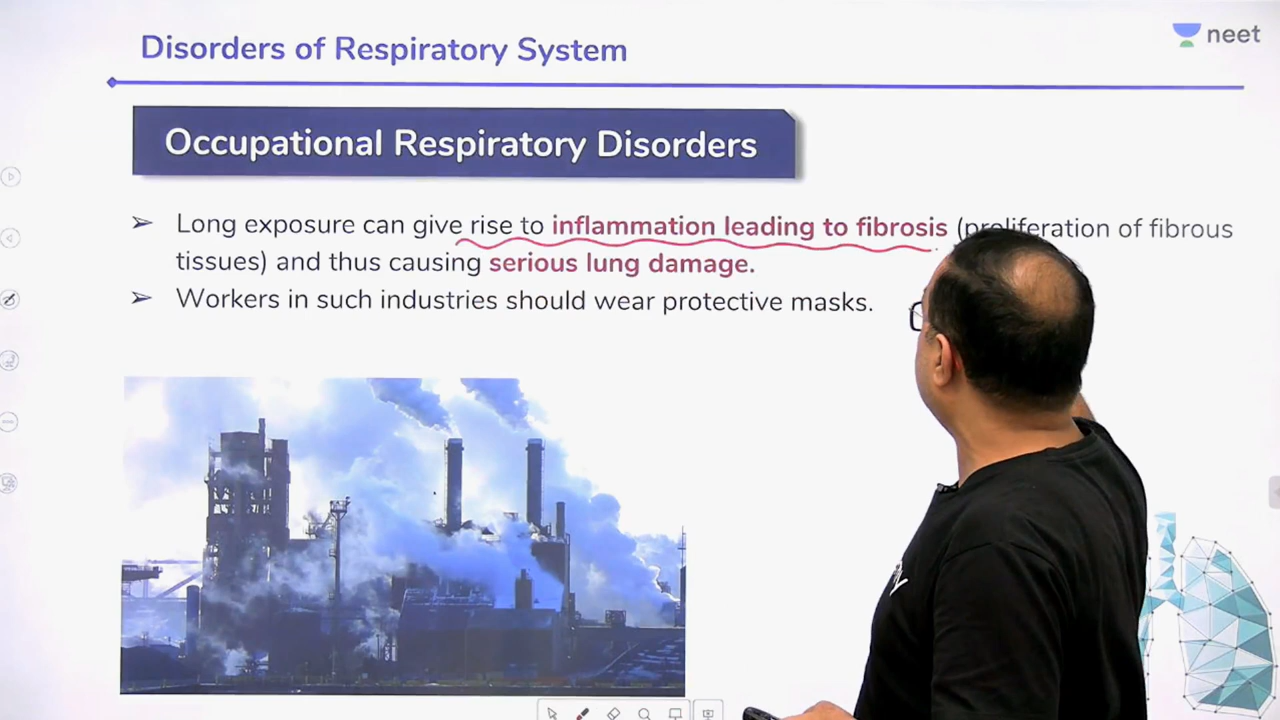 Disorders of Respiratory System
neet
Occupational Respiratory Disorders
➢ Long exposure can give rise to inflammation leading to fibrosis (proliferation of fibrous
tissues) and thus causing serious lung damage.
➢ Workers in such industries should wear protective masks.